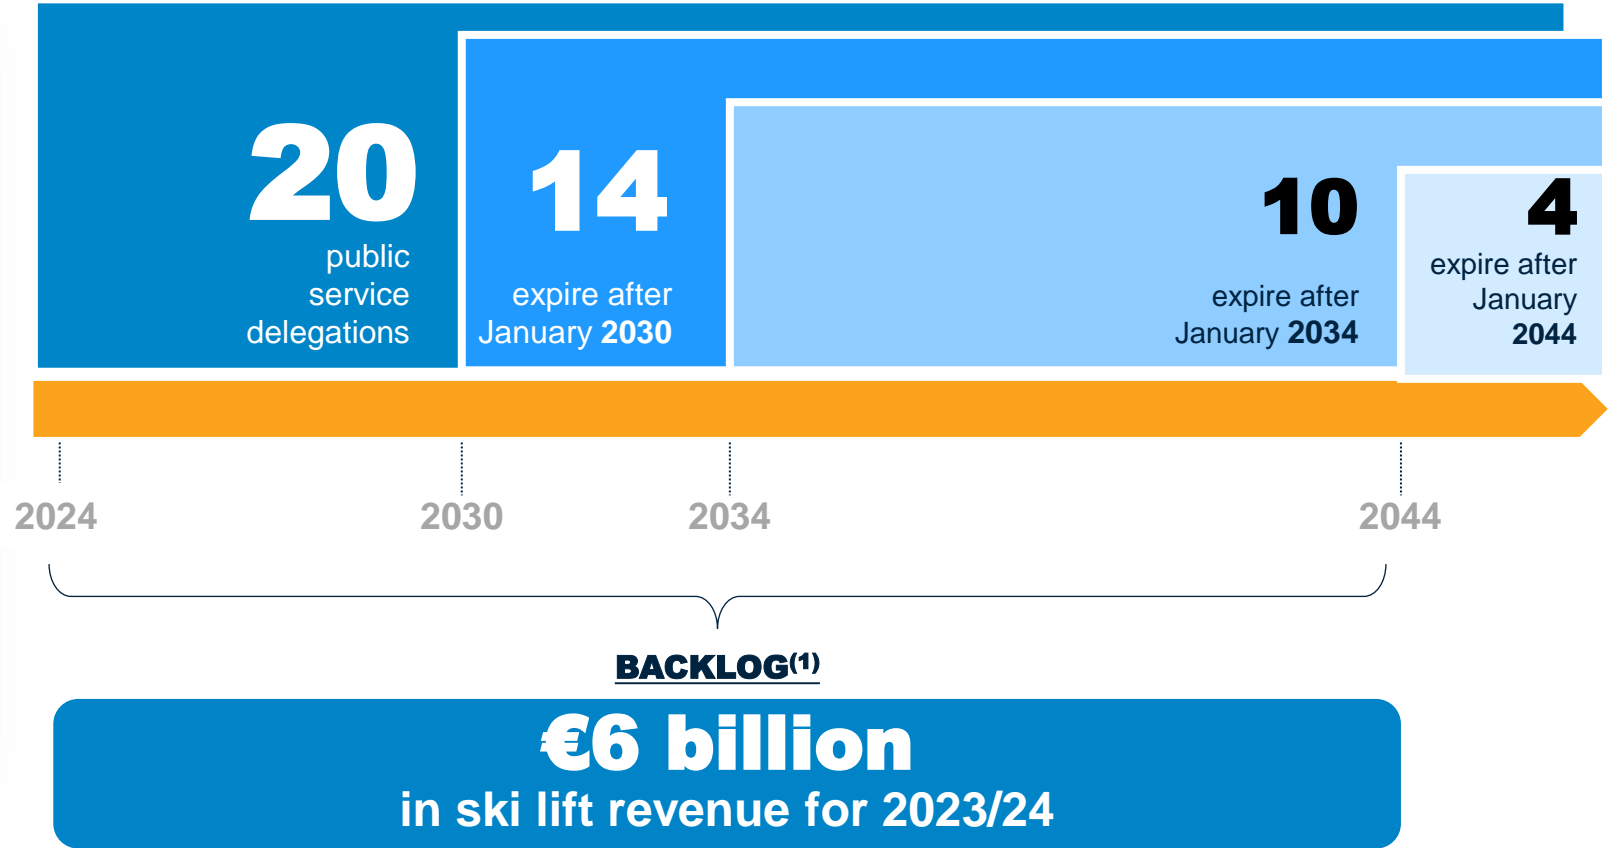 20
public
service
delegations
14
expire after
January 2030
10
expire after
January 2034
4
expire after
January
2044
2024
2030
2034
2044
BACKLOG(1)
€6 billion
in ski lift revenue for 2023/24